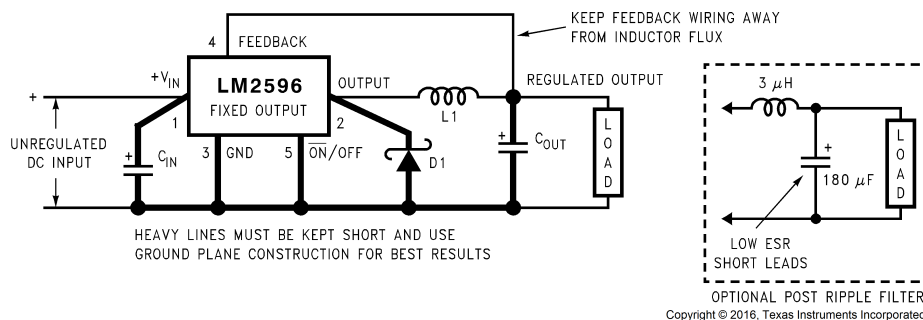 KEEP FEEDBACK WIRING AWAY
FROM INDUCTOR FLUX
4 FEEDBACK
+VIN
LM2596
FIXED OUTPUT
OUTPUT
REGULATED OUTPUT
+
1
2
L1
UNREGULATED
DC INPUT
+
CIN
3 GND
5 ON/OFF
D1
+
COUT
LOAD
HEAVY LINES MUST BE KEPT SHORT AND USE
GROUND PLANE CONSTRUCTION FOR BEST RESULTS
3 μH
+
180 μF
LOAD
LOW ESR
SHORT LEADS
OPTIONAL POST RIPPLE FILTER
Copyright © 2016, Texas Instruments Incorporated